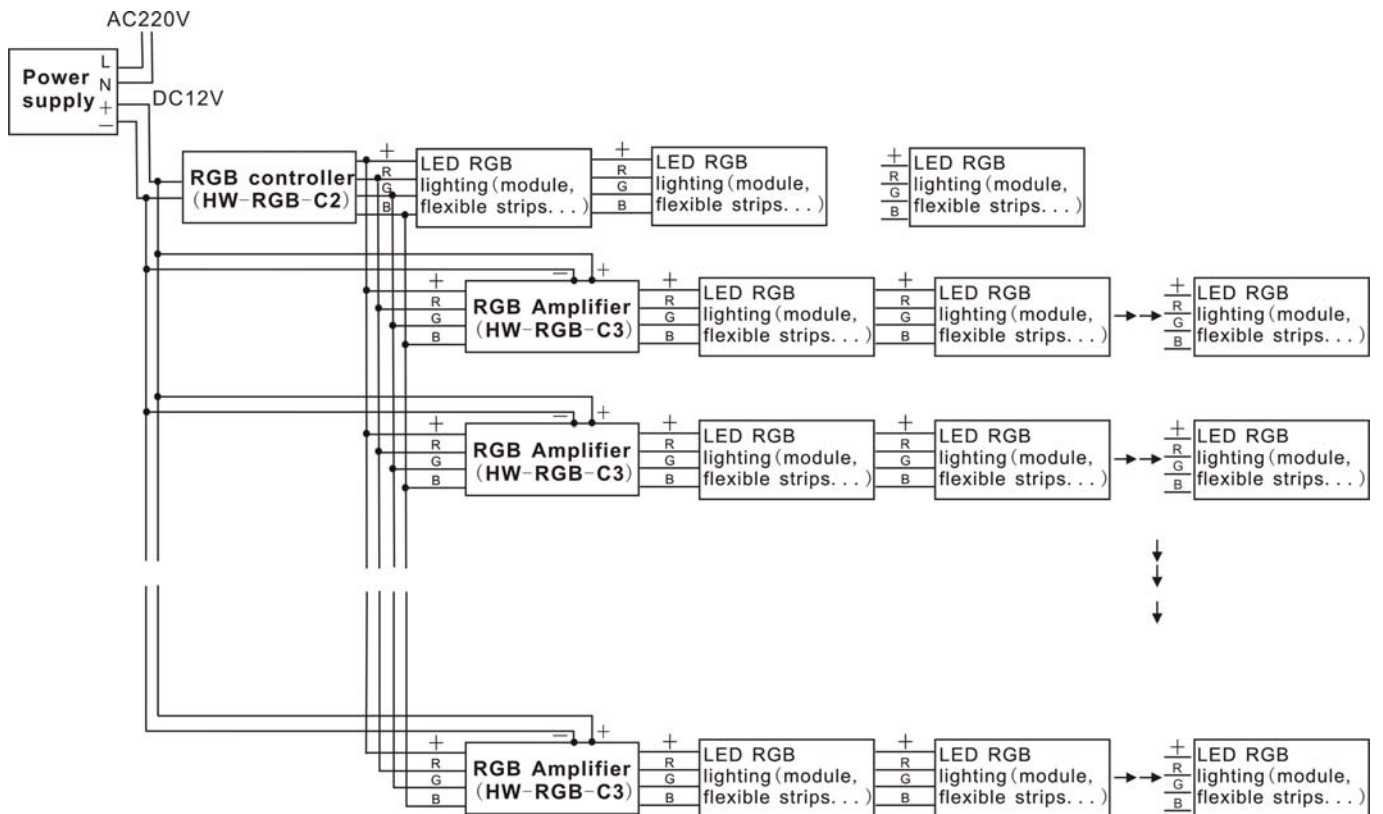 AC220V
Power supply
L
N
+
—
DC12V
RGB controller
(HW-RGB-C2)
+
R
G
B
LED RGB
lighting(module,
flexible strips...)
+
R
G
B
LED RGB
lighting(module,
flexible strips...)
+
R
G
B
LED RGB
lighting(module,
flexible strips...)
— +
+
R
G
B
RGB Amplifier
(HW-RGB-C3)
+
R
G
B
LED RGB
lighting(module,
flexible strips...)
+
R
G
B
LED RGB
lighting(module,
flexible strips...)
+
R
G
B
LED RGB
lighting(module,
flexible strips...)
— +
+
R
G
B
RGB Amplifier
(HW-RGB-C3)
+
R
G
B
LED RGB
lighting(module,
flexible strips...)
+
R
G
B
LED RGB
lighting(module,
flexible strips...)
+
R
G
B
LED RGB
lighting(module,
flexible strips...)
— +
+
R
G
B
RGB Amplifier
(HW-RGB-C3)
+
R
G
B
LED RGB
lighting(module,
flexible strips...)
+
R
G
B
LED RGB
lighting(module,
flexible strips...)
+
R
G
B
LED RGB
lighting(module,
flexible strips...)